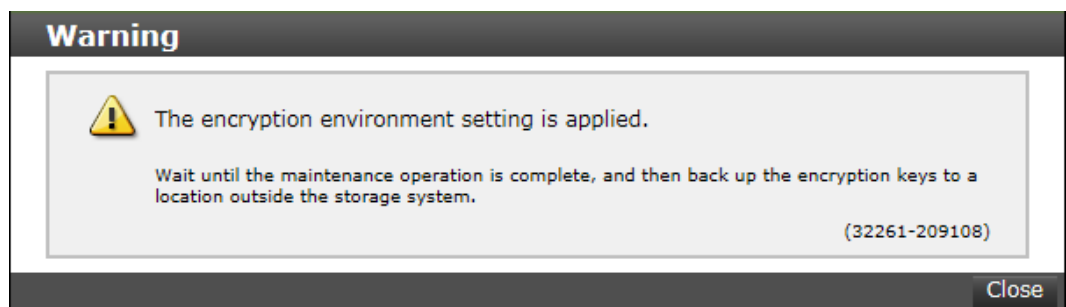 Warning
The encryption environment setting is applied.
Wait until the maintenance operation is complete, and then back up the encryption keys to a
location outside the storage system.
(32261-209108)
Close